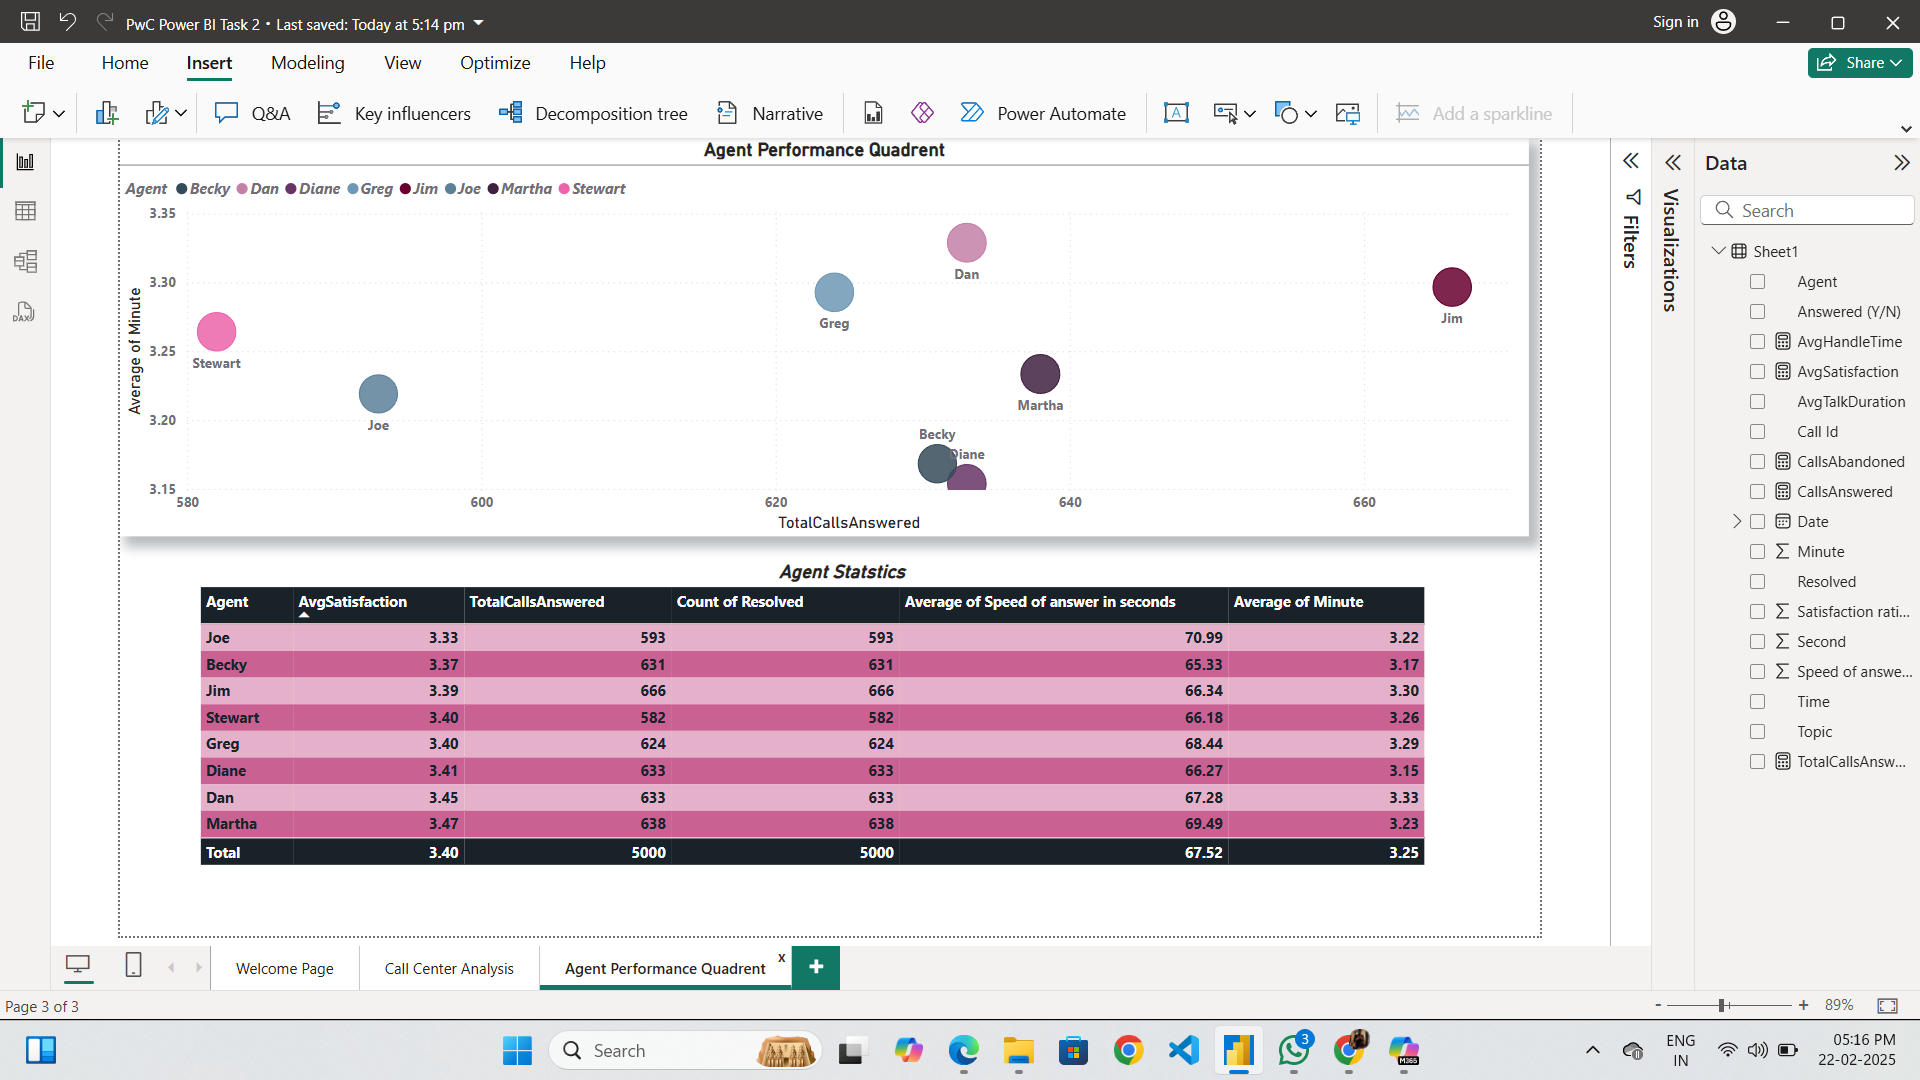 PwC Power BI Task 2 • Last saved: Today at 5:14 pm
Sign in
File Home Insert Modeling View Optimize Help
Share
Q&A Key influencers Decomposition tree Narrative Power Automate Add a sparkline
Agent Performance Quadrent
Agent Becky Dan Diane Greg Jim Joe Martha Stewart
Average of Minute
3.35
3.30
3.25
3.20
3.15
Dan
Greg
Jim
Stewart
Martha
Joe
Becky
Diane
580 600 620 640 660
TotalCallsAnswered
Agent Statstics
Agent AvgSatisfaction TotalCallsAnswered Count of Resolved Average of Speed of answer in seconds Average of Minute
Joe 3.33 593 593 70.99 3.22
Becky 3.37 631 631 65.33 3.17
Jim 3.39 666 666 66.34 3.30
Stewart 3.40 582 582 66.18 3.26
Greg 3.40 624 624 68.44 3.29
Diane 3.41 633 633 66.27 3.15
Dan 3.45 633 633 67.28 3.33
Martha 3.47 638 638 69.49 3.23
Total 3.40 5000 5000 67.52 3.25
Filters
Visualizations
Data
Search
Sheet1
Agent
Answered (Y/N)
AvgHandleTime
AvgSatisfaction
AvgTalkDuration
Call Id
CallsAbandoned
CallsAnswered
Date
Minute
Resolved
Satisfaction rati...
Second
Speed of answe...
Time
Topic
TotalCallsAnsw...
DAX
Welcome Page Call Center Analysis Agent Performance Quadrent x +
Page 3 of 3
- + 89%
Search
3
M365
ENG
IN
05:16 PM
22-02-2025